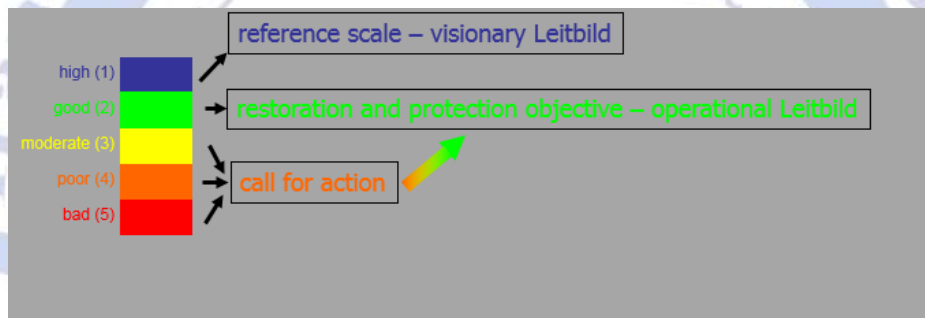 reference scale – visionary Leitbild
high (1)
good (2)
restoration and protection objective – operational Leitbild
moderate (3)
poor (4)
call for action
bad (5)